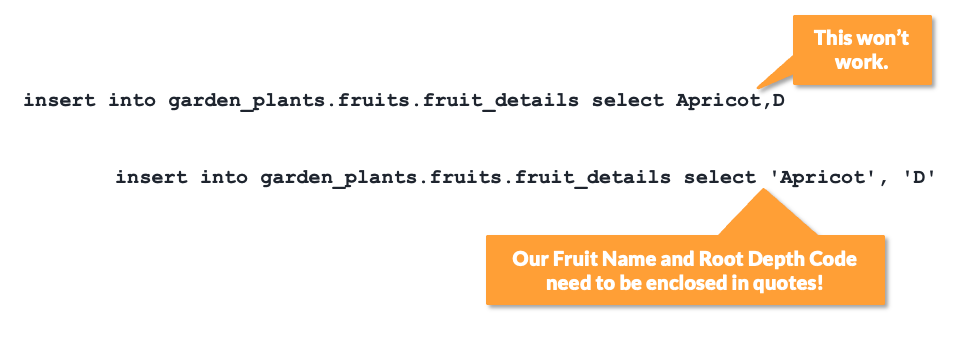 This won’t
work.
insert into garden_plants.fruits.fruit_details select Apricot,D
insert into garden_plants.fruits.fruit_details select 'Apricot', 'D'
Our Fruit Name and Root Depth Code
need to be enclosed in quotes!